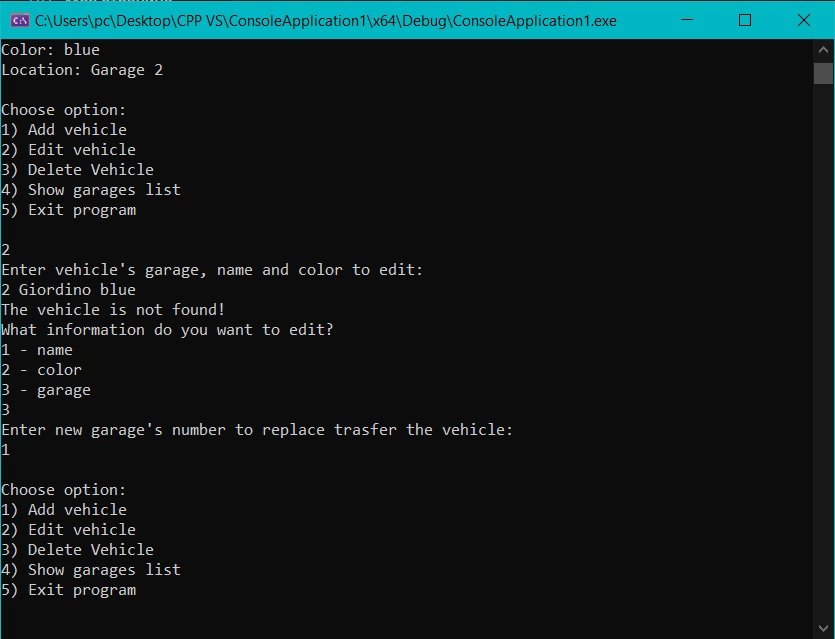 C:\Users\pc\Desktop\CPP VS\ConsoleApplication1\x64\Debug\ConsoleApplication1.exe
Color: blue
Location: Garage 2
Choose option:
1) Add vehicle
2) Edit vehicle
3) Delete Vehicle
4) Show garages list
5) Exit program
2
Enter vehicle's garage, name and color to edit:
2 Giordino blue
The vehicle is not found!
What information do you want to edit?
1 - name
2 - color
3 - garage
3
Enter new garage's number to replace trasfer the vehicle:
1
Choose option:
1) Add vehicle
2) Edit vehicle
3) Delete Vehicle
4) Show garages list
5) Exit program